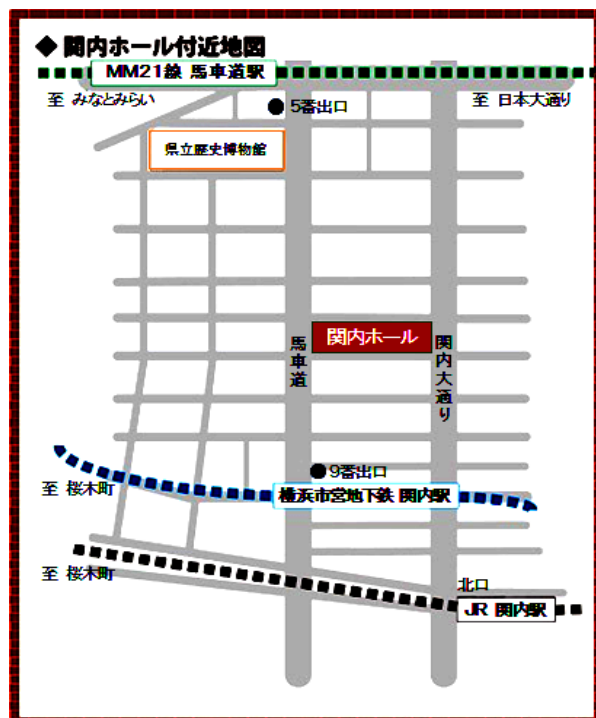 ◆ 関内ホール付近地図
MM21線 馬車道駅
至 みなとみらい
至 日本大通り
● 5番出口
県立歴史博物館
関内ホール
馬車道
関内大通り
● 9番出口
至 桜木町
横浜市営地下鉄 関内駅
至 桜木町
北口
JR 関内駅